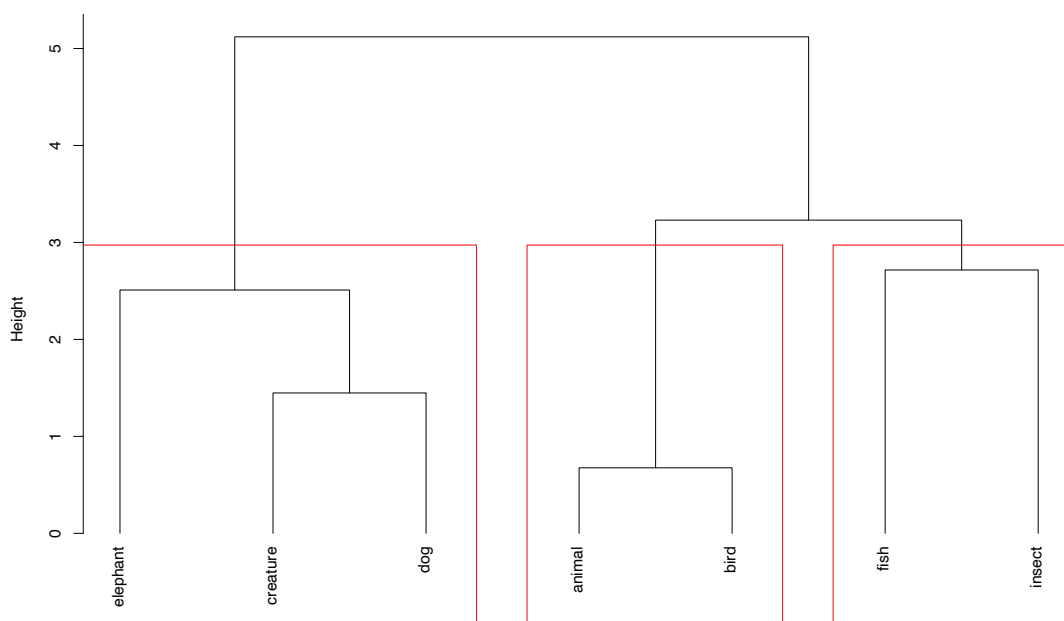 5
4
3
2
1
0
Height
elephant
creature
dog
animal
bird
fish
insect